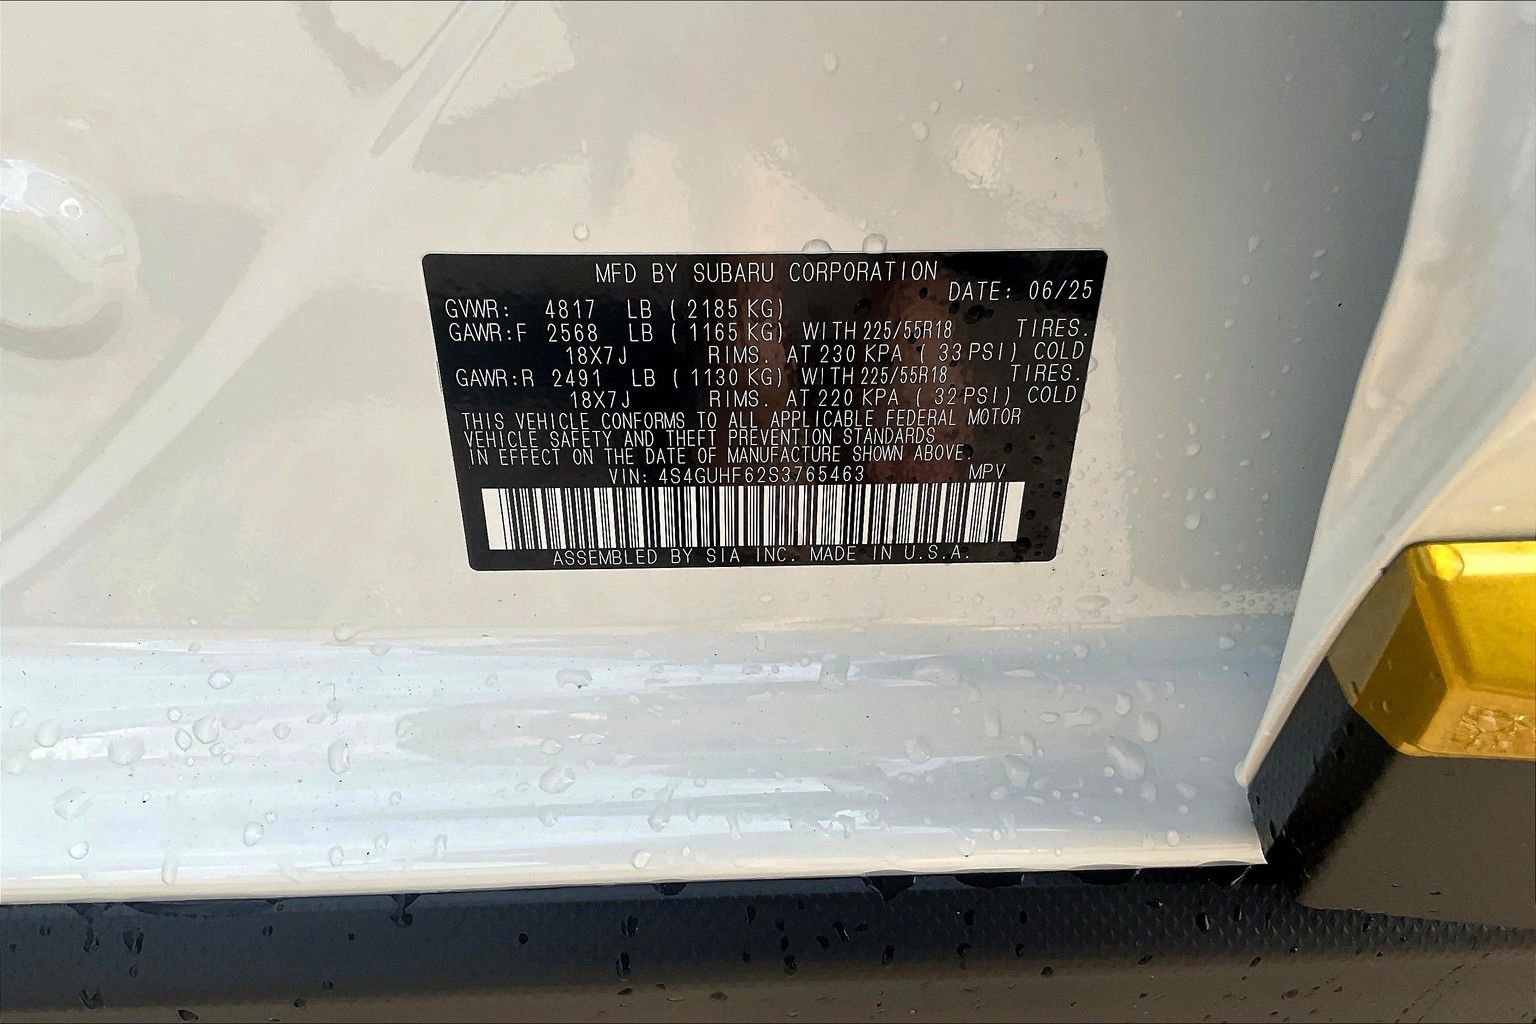 MFD BY SUBARU CORPORATION
DATE: 06/25
GVWR: 4817 LB ( 2185 KG)
GAWR:F 2568 LB ( 1165 KG) WITH 225/55R18 TIRES.
18X7J RIMS. AT 230 KPA ( 33 PSI) COLD
GAWR:R 2491 LB ( 1130 KG) WITH 225/55R18 TIRES.
18X7J RIMS. AT 220 KPA ( 32 PSI) COLD
THIS VEHICLE CONFORMS TO ALL APPLICABLE FEDERAL MOTOR
VEHICLE SAFETY AND THEFT PREVENTION STANDARDS
IN EFFECT ON THE DATE OF MANUFACTURE SHOWN ABOVE.
VIN: 4S4GUHF62S3765463 MPV
ASSEMBLED BY SIA INC. MADE IN U.S.A.